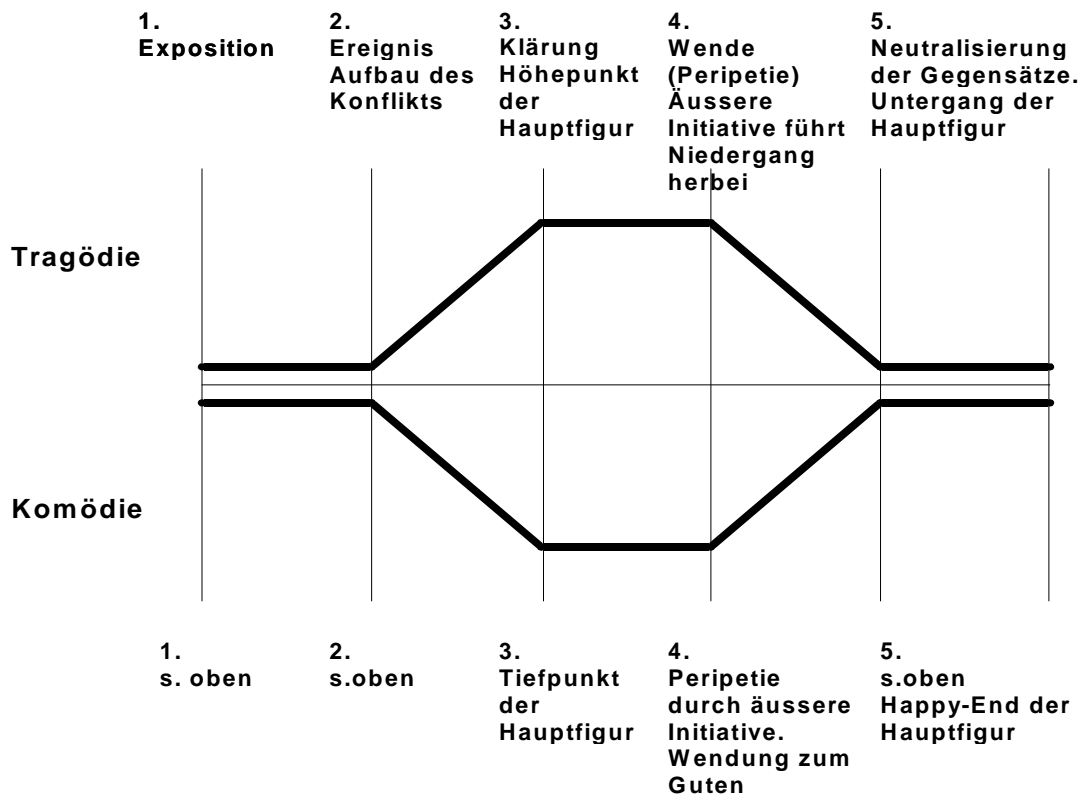 1.
Exposition
2.
Ereignis
Aufbau des
Konflikts
3.
Klärung
Höhepunkt
der
Hauptfigur
4.
Wende
(Peripetie)
Äussere
Initiative führt
Niedergang
herbei
5.
Neutralisierung
der Gegensätze.
Untergang der
Hauptfigur
Tragödie
Komödie
1.
s. oben
2.
s.oben
3.
Tiefpunkt
der
Hauptfigur
4.
Peripetie
durch äussere
Initiative.
Wendung zum
Guten
5.
s.oben
Happy-End der
Hauptfigur